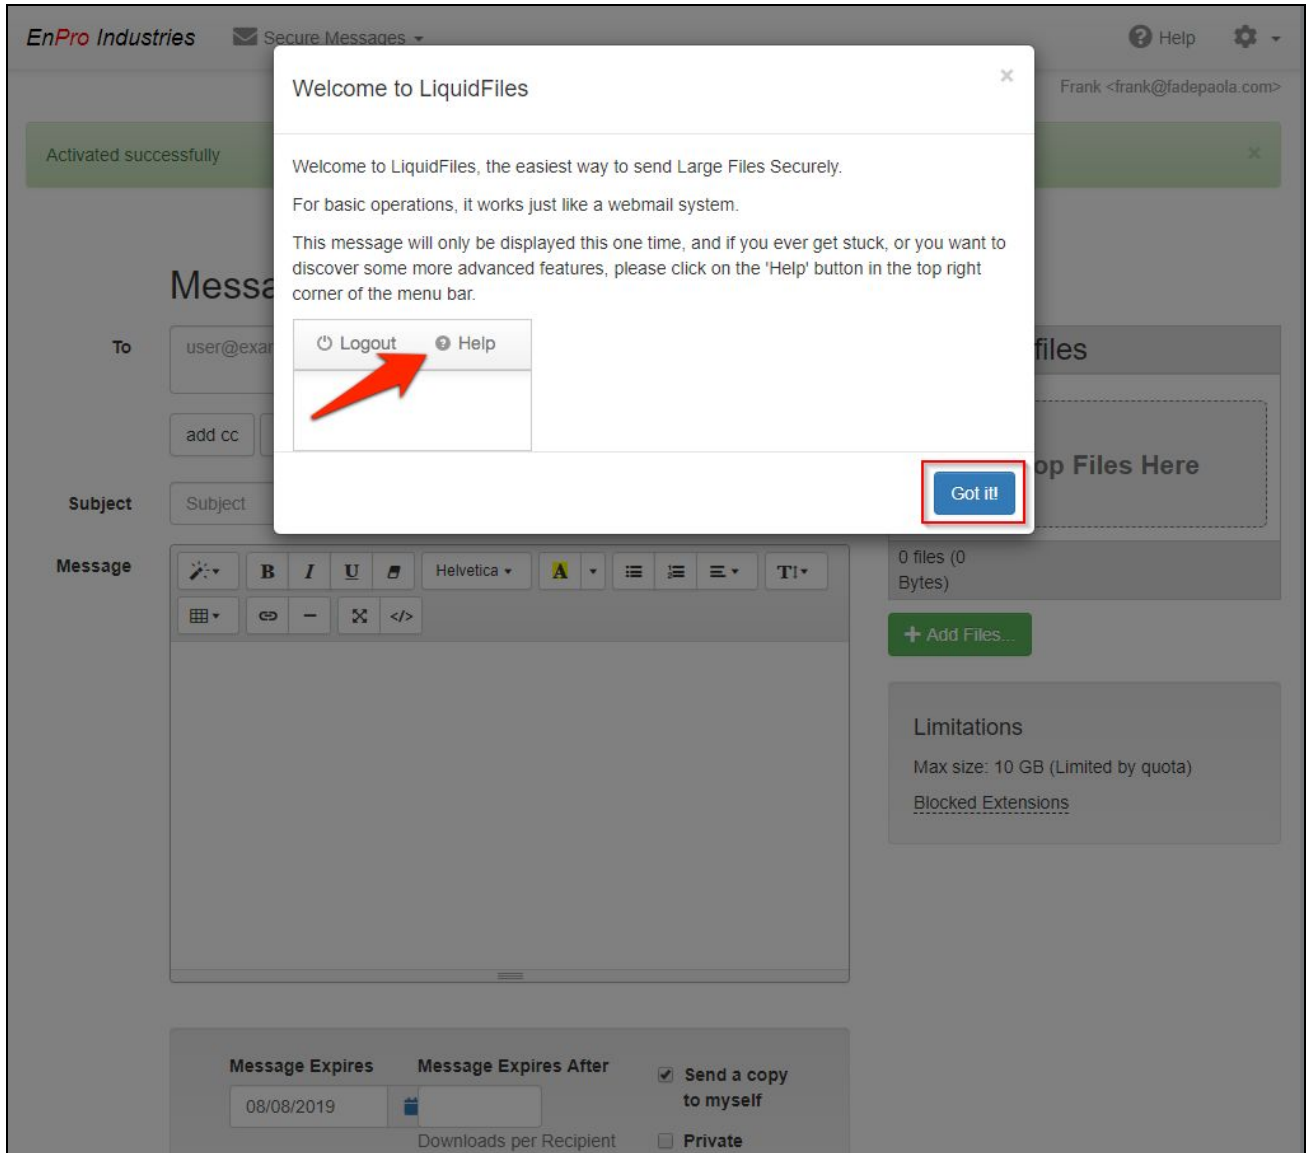 EnPro Industries Secure Messages Help
Frank <frank@fadepaola.com>
Activated successfully ×
Welcome to LiquidFiles ×
Welcome to LiquidFiles, the easiest way to send Large Files Securely.
For basic operations, it works just like a webmail system.
This message will only be displayed this one time, and if you ever get stuck, or you want to
discover some more advanced features, please click on the 'Help' button in the top right
corner of the menu bar.
Logout Help
Got it!
To
add cc
Subject Subject
files
Files Here
0 files (0
Bytes)
+ Add Files...
Message
B I U Helvetica A T
</>
Limitations
Max size: 10 GB (Limited by quota)
Blocked Extensions
Message Expires Message Expires After
08/08/2019
Downloads per Recipient
Send a copy
to myself
Private